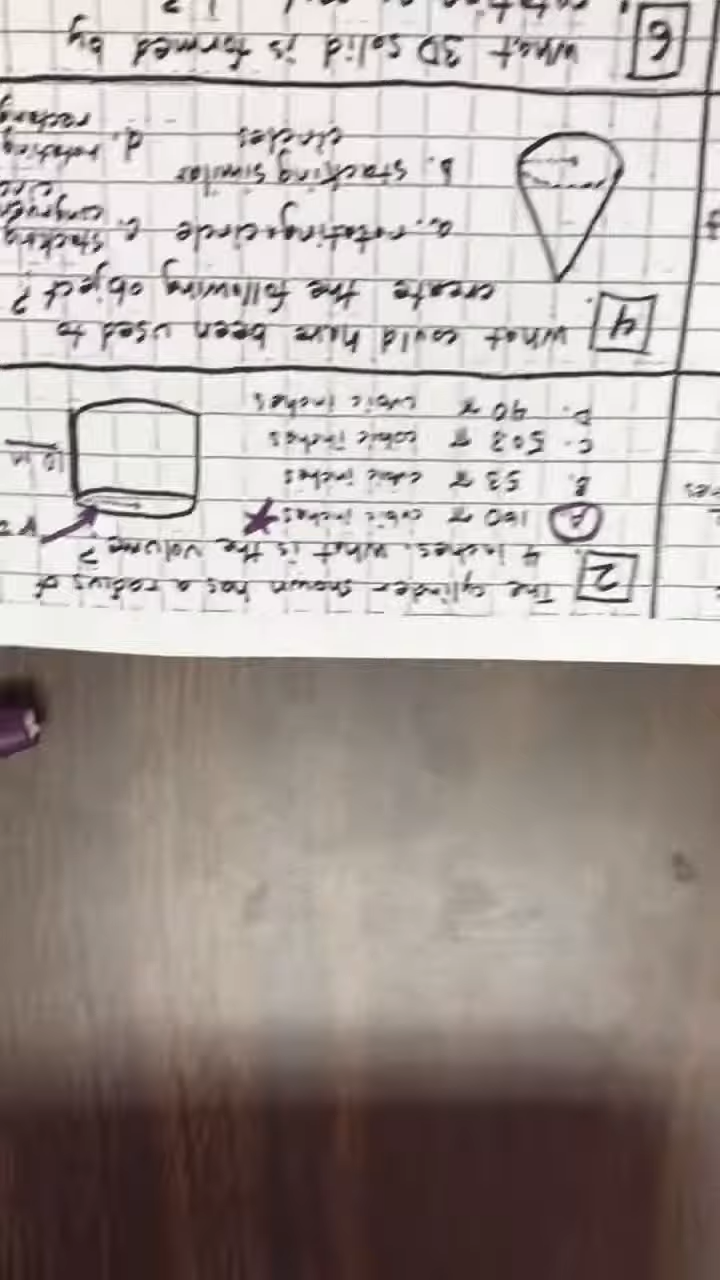 2 The cylinder shown has a radius of
4 inches. What is the volume?
A. 160 π cubic inches
B. 53 π cubic inches
C. 503 π cubic inches
D. 40 π cubic inches
10 in
4 What could have been used to
create the following object?
a. rotating circle c. stacking
congruen
b. stacking similar
circles d. rotating
6 What 3D solid is formed by